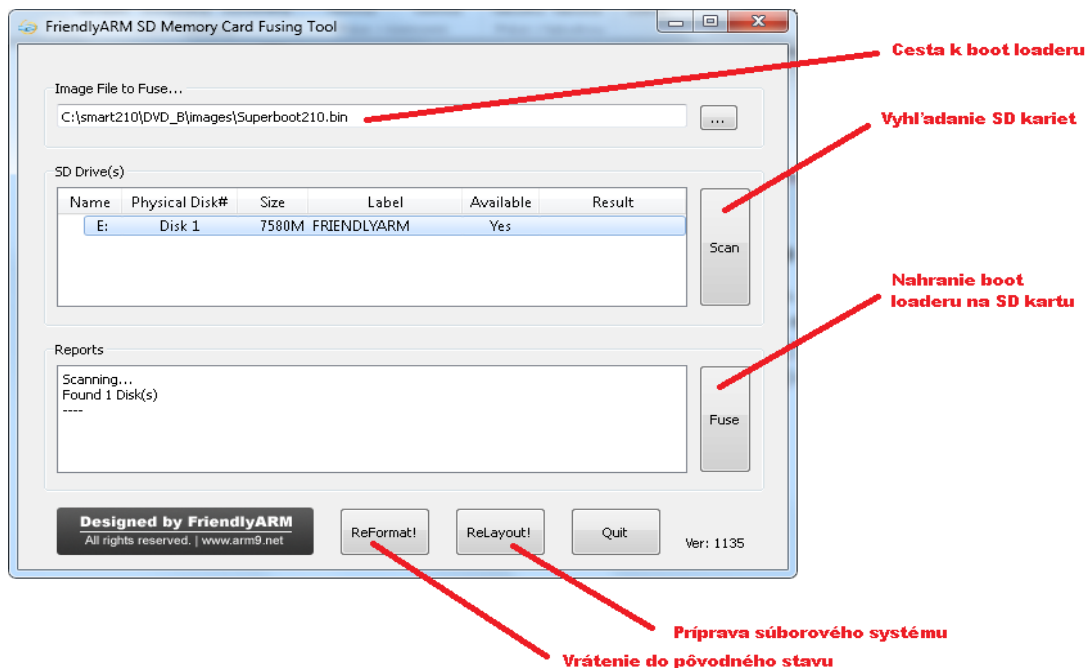 FriendlyARM SD Memory Card Fusing Tool
Cesta k boot loaderu
Image File to Fuse...
C:\smart210\DVD_B\images\Superboot210.bin
...
Vyhľadanie SD kariet
SD Drive(s)
Name Physical Disk# Size Label Available Result
E: Disk 1 7580M FRIENDLYARM Yes
Scan
Nahranie boot
loaderu na SD kartu
Reports
Scanning...
Found 1 Disk(s)
----
Fuse
Designed by FriendlyARM
All rights reserved. | www.arm9.net
ReFormat!
ReLayout!
Quit
Ver: 1135
Príprava súborového systému
Vrátenie do pôvodného stavu